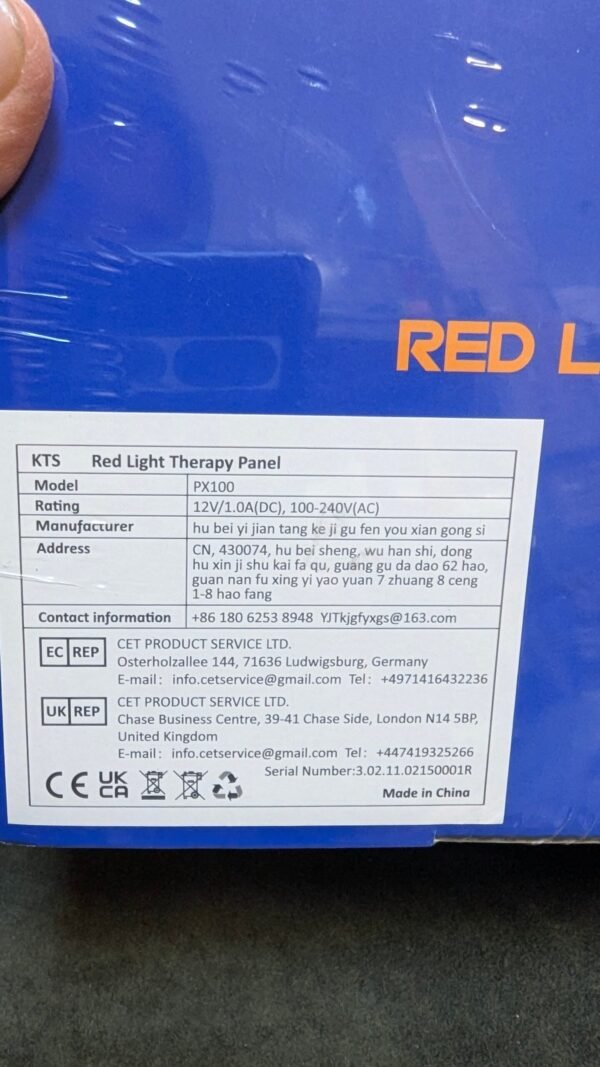 RED L
KTS Red Light Therapy Panel
Model PX100
Rating 12V/1.0A(DC), 100-240V(AC)
Manufacturer hu bei yi jian tang ke ji gu fen you xian gong si
Address CN, 430074, hu bei sheng, wu han shi, dong
hu xin ji shu kai fa qu, guang gu da dao 62 hao,
guan nan fu xing yi yao yuan 7 zhuang 8 ceng
1-8 hao fang
Contact information +86 180 6253 8948 YJTkjgfyxgs@163.com
EC REP CET PRODUCT SERVICE LTD.
Osterholzallee 144, 71636 Ludwigsburg, Germany
E-mail: info.cetservice@gmail.com Tel: +4971416432236
UK REP CET PRODUCT SERVICE LTD.
Chase Business Centre, 39-41 Chase Side, London N14 5BP,
United Kingdom
E-mail: info.cetservice@gmail.com Tel: +447419325266
Serial Number:3.02.11.02150001R
CE UK
CA
Made in China